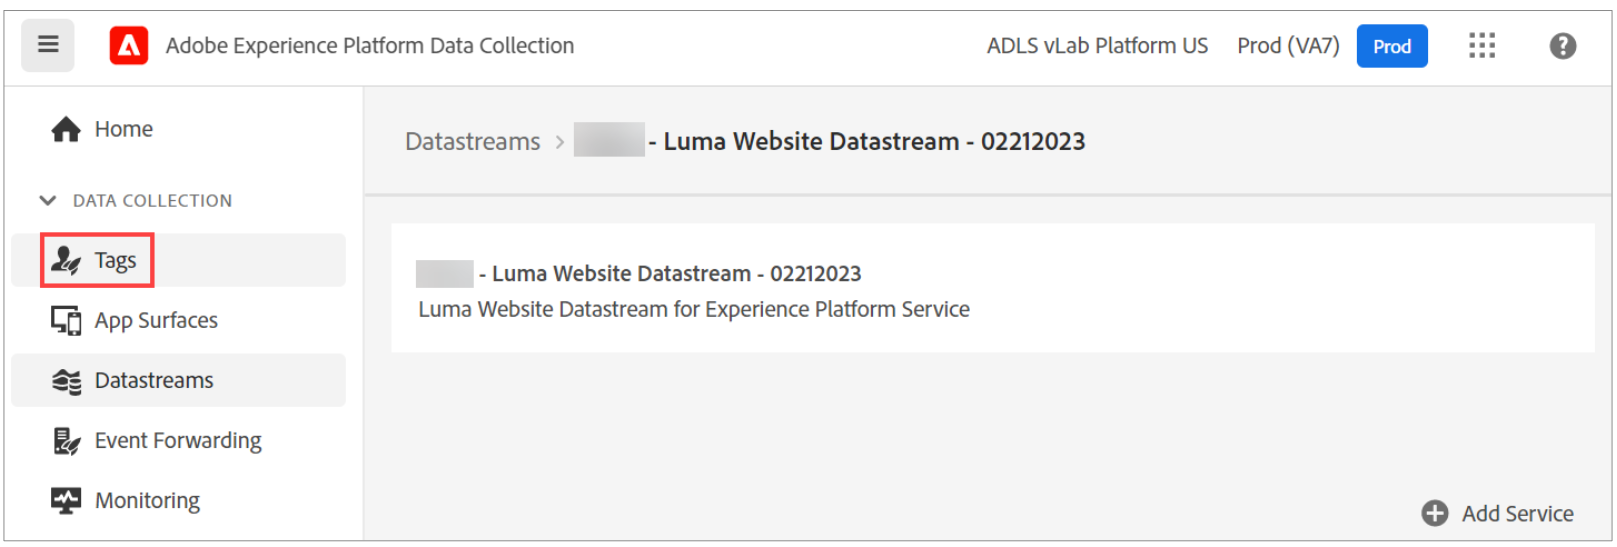 Adobe Experience Platform Data Collection ADLS vLab Platform US Prod (VA7) Prod
Home
Datastreams > - Luma Website Datastream - 02212023
DATA COLLECTION
Tags
- Luma Website Datastream - 02212023
Luma Website Datastream for Experience Platform Service
App Surfaces
Datastreams
Event Forwarding
Monitoring
Add Service